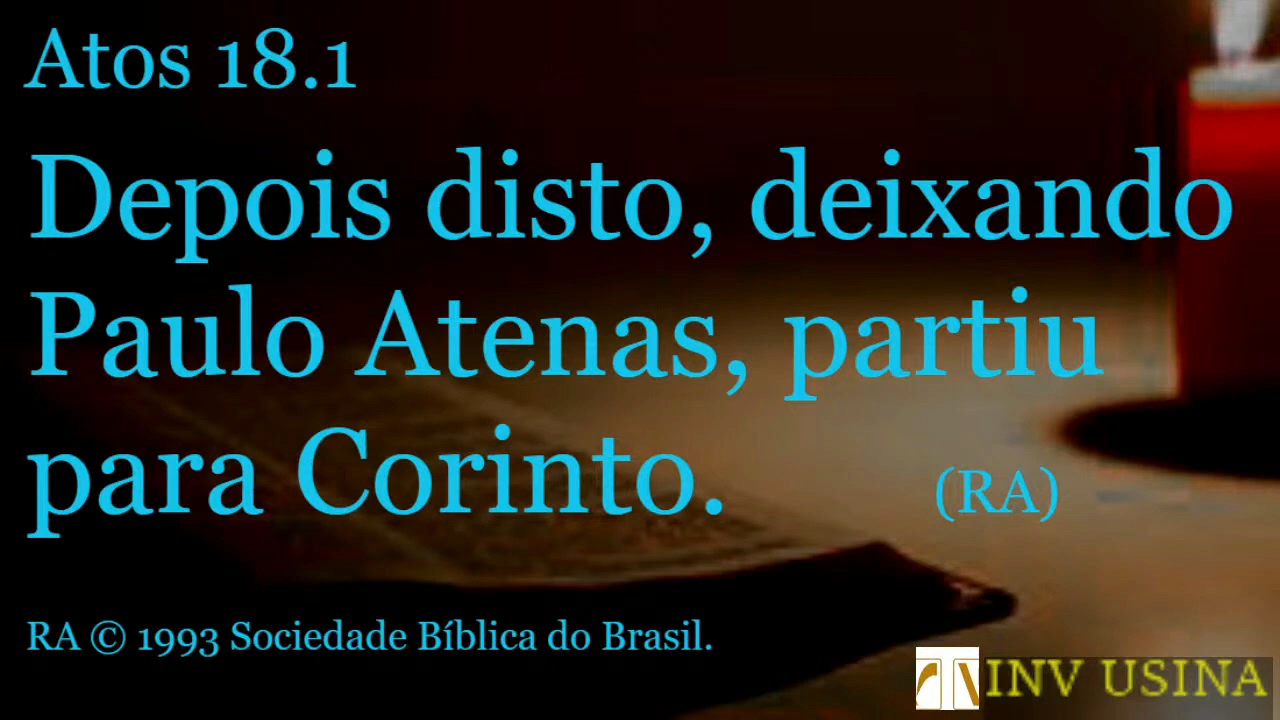 Atos 18.1
Depois disto, deixando
Paulo Atenas, partiu
para Corinto. (RA)
RA © 1993 Sociedade Bíblica do Brasil.
INV USINA